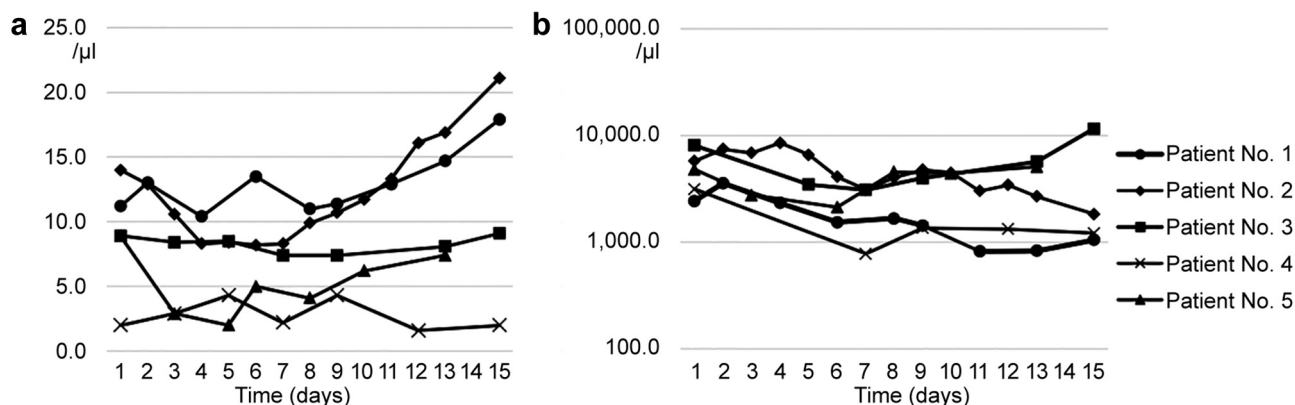 a
25.0
/µl
20.0
15.0
10.0
5.0
0.0
1 2 3 4 5 6 7 8 9 10 11 12 13 14 15
Time (days)
b
100,000.0
/µl
10,000.0
1,000.0
100.0
1 2 3 4 5 6 7 8 9 10 11 12 13 14 15
Time (days)
Patient No. 1
Patient No. 2
Patient No. 3
Patient No. 4
Patient No. 5